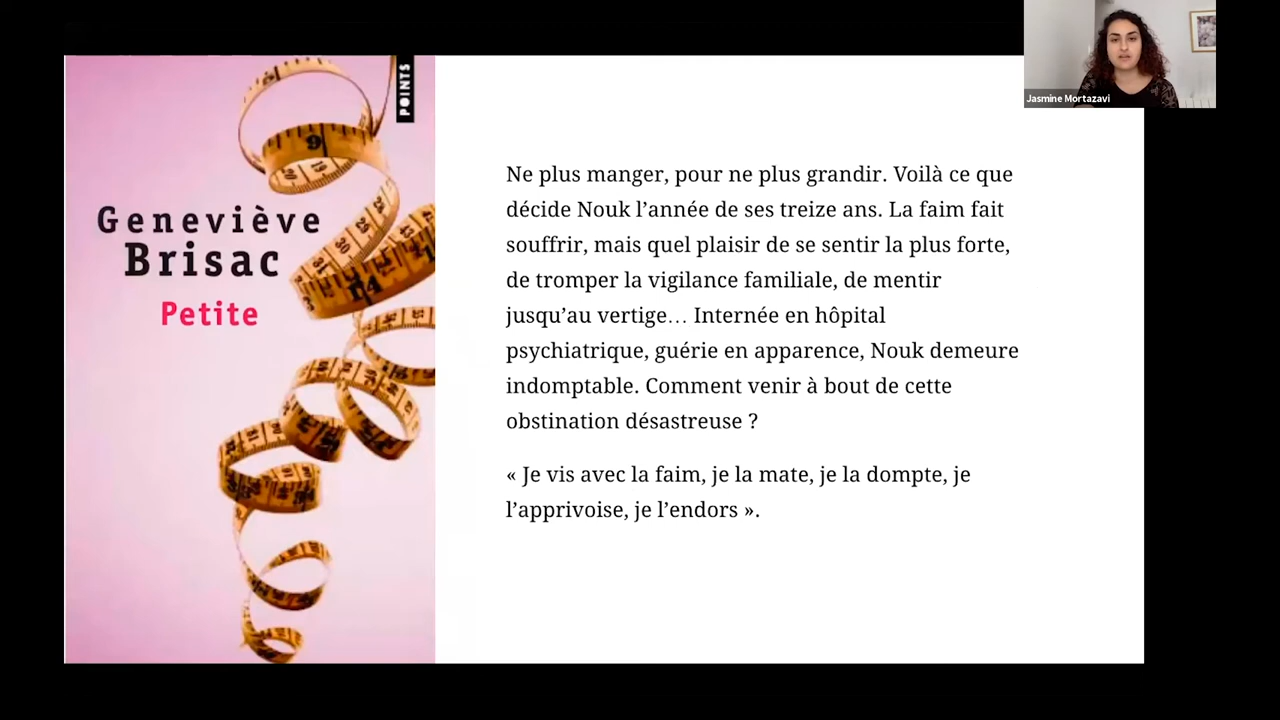 POINTS
Geneviève
Brisac
Petite
Ne plus manger, pour ne plus grandir. Voilà ce que
décide Nouk l’année de ses treize ans. La faim fait
souffrir, mais quel plaisir de se sentir la plus forte,
de tromper la vigilance familiale, de mentir
jusqu’au vertige… Internée en hôpital
psychiatrique, guérie en apparence, Nouk demeure
indomptable. Comment venir à bout de cette
obstination désastreuse ?
« Je vis avec la faim, je la mate, je la dompte, je
l’apprivoise, je l’endors ».
Jasmine Mortazavi